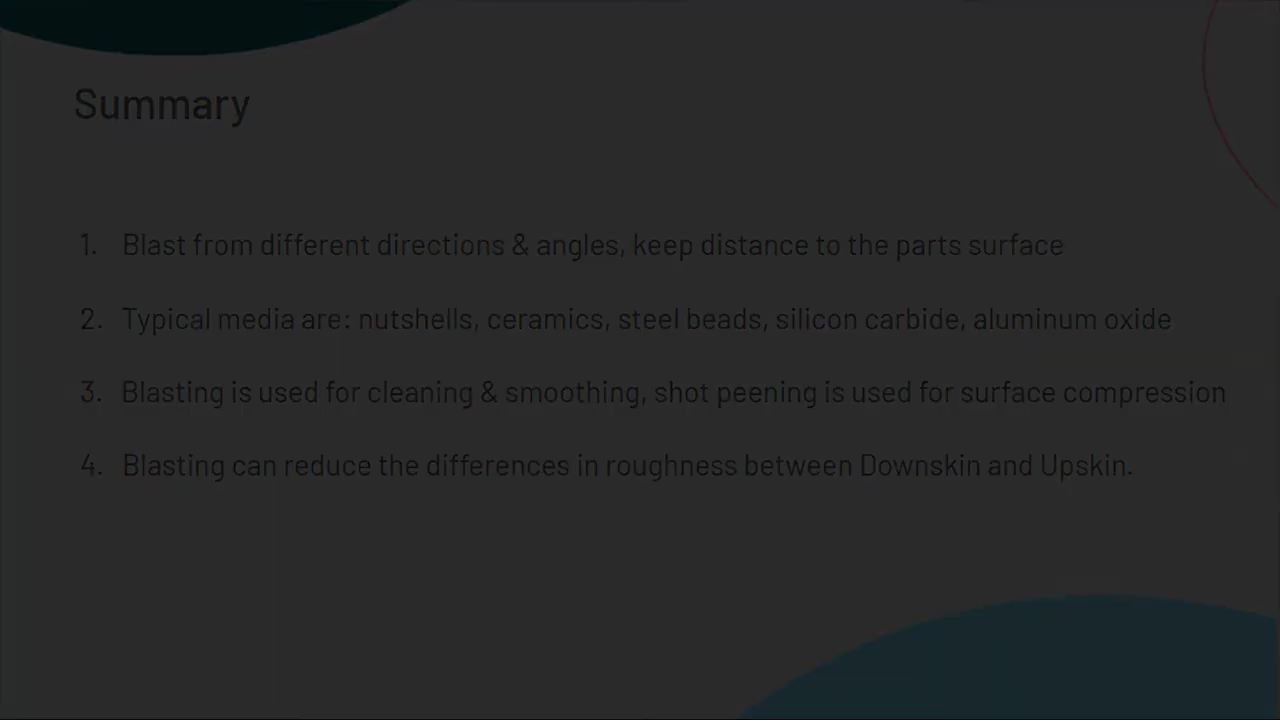 Summary
1. Blast from different directions & angles, keep distance to the parts surface
2. Typical media are: nutshells, ceramics, steel beads, silicon carbide, aluminum oxide
3. Blasting is used for cleaning & smoothing, shot peening is used for surface compression
4. Blasting can reduce the differences in roughness between Downskin and Upskin.